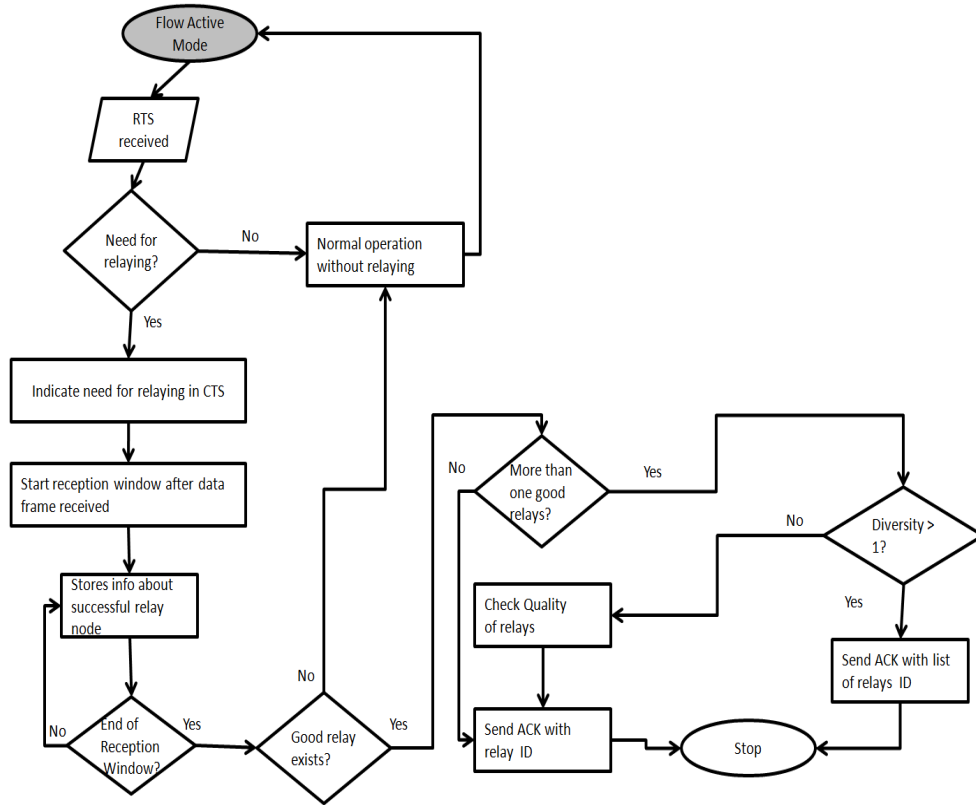 Flow Active
Mode
RTS
received
Need for
relaying?
No
Normal operation
without relaying
Yes
Indicate need for relaying in CTS
Start reception window after data
frame received
Stores info about
successful relay
node
No
End of
Reception
Window?
Yes
No
Good relay
exists?
Yes
No
More than
one good
relays?
Yes
No
Diversity >
1?
Yes
Check Quality
of relays
Send ACK with list
of relays ID
Send ACK with
relay ID
Stop